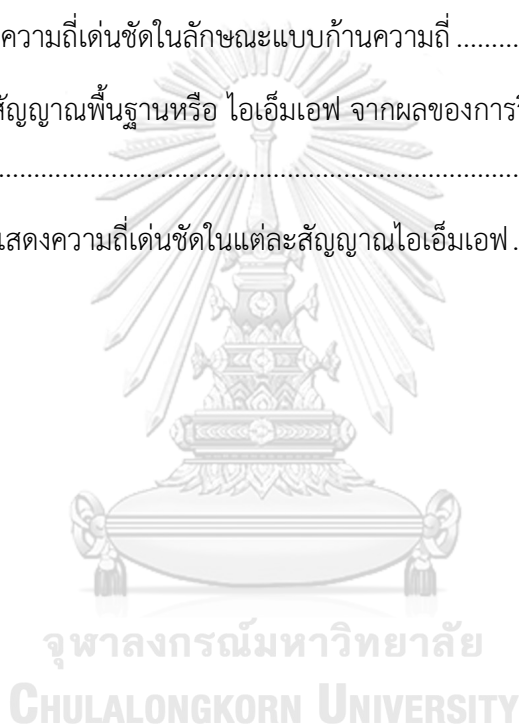 ความถี่เด่นชัดในลักษณะแบบก้านความถี่ .........
สัญญาณพื้นฐานหรือ ไอเอ็มเอฟ จากผลของการ
................................................................................
แสดงความถี่เด่นชัดในแต่ละสัญญาณไอเอ็มเอฟ .
จุฬาลงกรณ์มหาวิทยาลัย
CHULALONGKORN UNIVERSITY